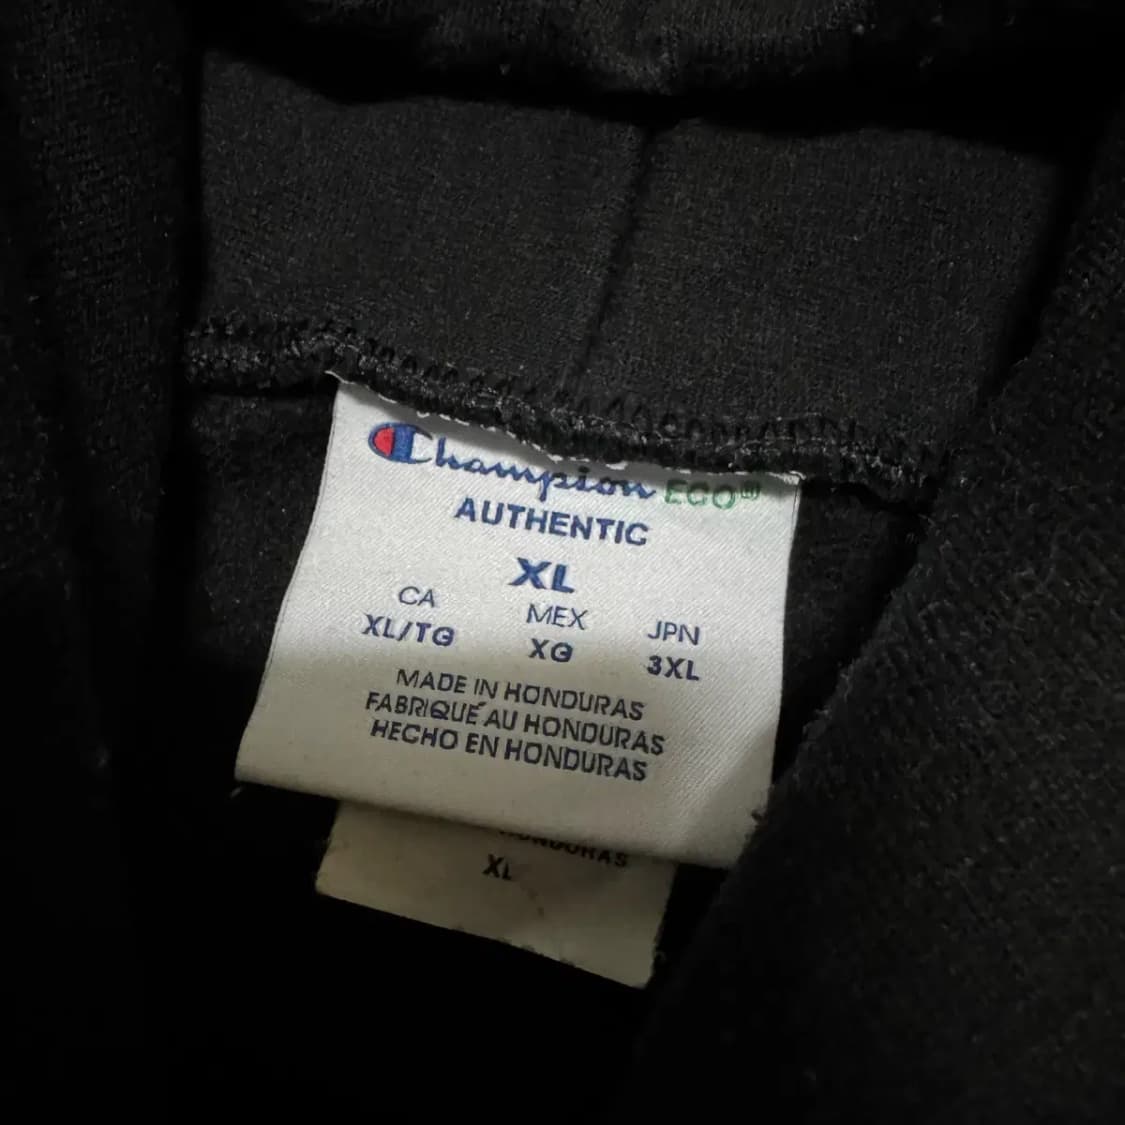 Champion ECO®
AUTHENTIC
XL
CA MEX JPN
XL/TG XG 3XL
MADE IN HONDURAS
FABRIQUÉ AU HONDURAS
HECHO EN HONDURAS
HONDURAS
XL